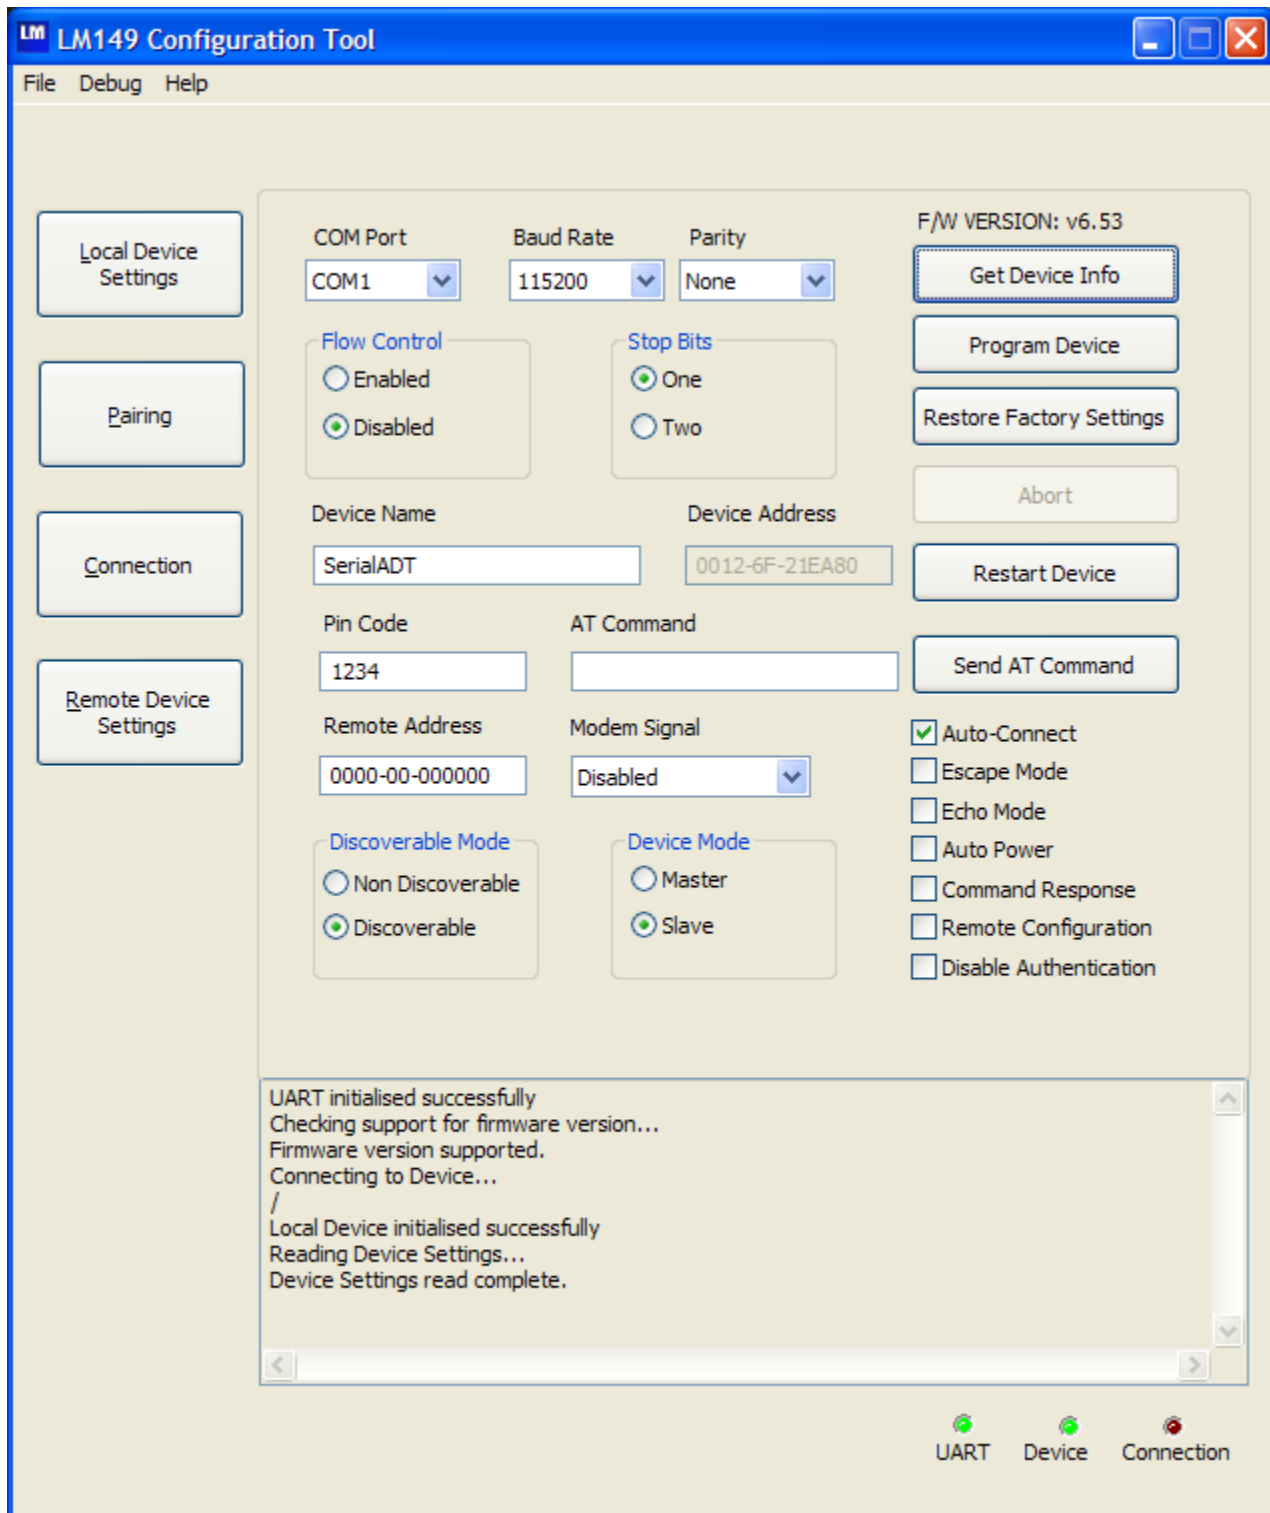 LM LM149 Configuration Tool
File Debug Help
Local Device
Settings
Pairing
Connection
Remote Device
Settings
COM Port Baud Rate Parity
COM1 115200 None
Flow Control
Enabled
Disabled
Stop Bits
One
Two
Device Name Device Address
SerialADT 0012-6F-21EA80
Pin Code AT Command
1234
Remote Address Modem Signal
0000-00-000000 Disabled
Discoverable Mode
Non Discoverable
Discoverable
Device Mode
Master
Slave
F/W VERSION: v6.53
Get Device Info
Program Device
Restore Factory Settings
Abort
Restart Device
Send AT Command
Auto-Connect
Escape Mode
Echo Mode
Auto Power
Command Response
Remote Configuration
Disable Authentication
UART initialised successfully
Checking support for firmware version...
Firmware version supported.
Connecting to Device...
/
Local Device initialised successfully
Reading Device Settings...
Device Settings read complete.
UART Device Connection